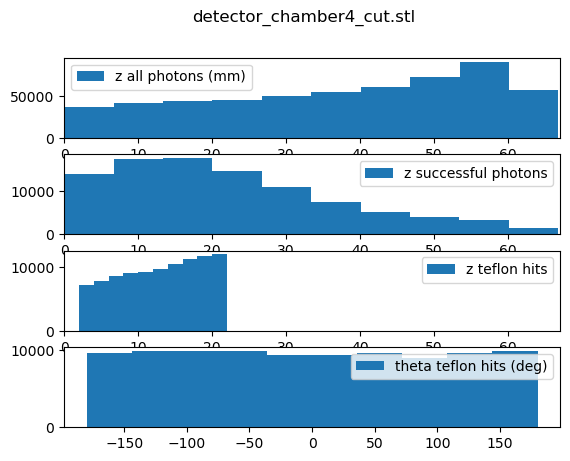 detector_chamber4_cut.stl
z all photons (mm)
50000
0
0 10 20 30 40 50 60
z successful photons
10000
0
0 10 20 30 40 50 60
z teflon hits
10000
0
0 10 20 30 40 50 60
theta teflon hits (deg)
10000
0
−150 −100 −50 0 50 100 150